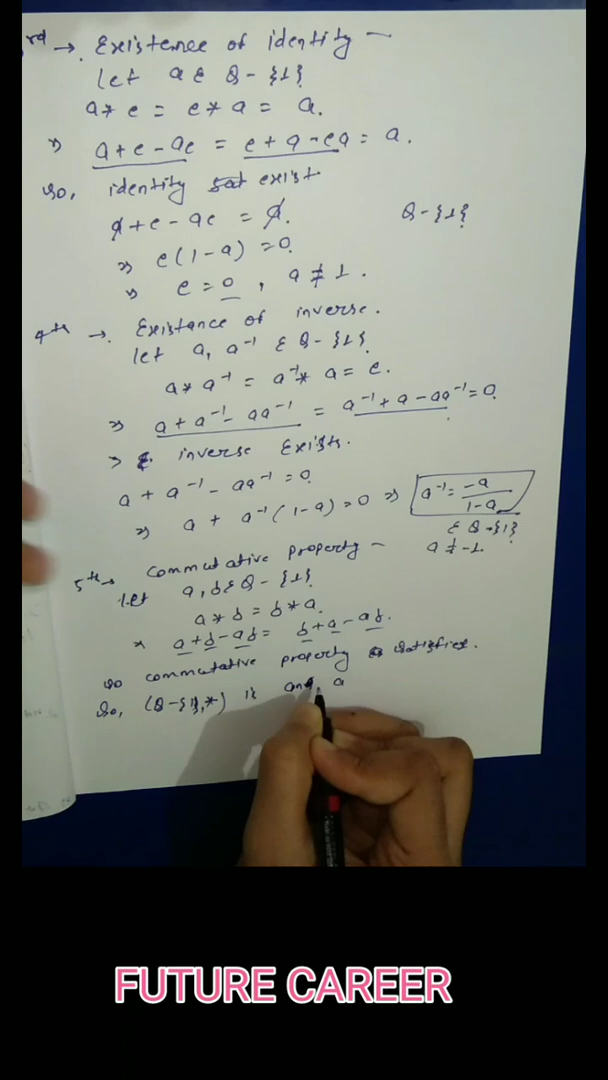 rd → Existence of identity –
let a ε Q - {1}
a * e = e * a = a.
⇒ a + e - ae = e + a - ea = a.
So, identity exist
a + e - ae = a.
Q - {1}
⇒ e(1-a) = 0
⇒ e = 0 , a ≠ 1.
4th → Existance of inverse.
let a, a⁻¹ ε Q - {1}
a * a⁻¹ = a⁻¹ * a = e.
⇒ a + a⁻¹ - aa⁻¹ = a⁻¹ + a - aa⁻¹ = 0
⇒ inverse Exists.
a + a⁻¹ - aa⁻¹ = 0
⇒ a + a⁻¹(1-a) = 0 ⇒ a⁻¹ = -a/1-a
ε Q - {1}
a ≠ -1.
5th → Commutative property –
let a, b ε Q - {1}
a * b = b * a.
a + b - ab = b + a - ab.
So commutative property satisfies.
So, (Q - {1}, *) is an a
FUTURE CAREER